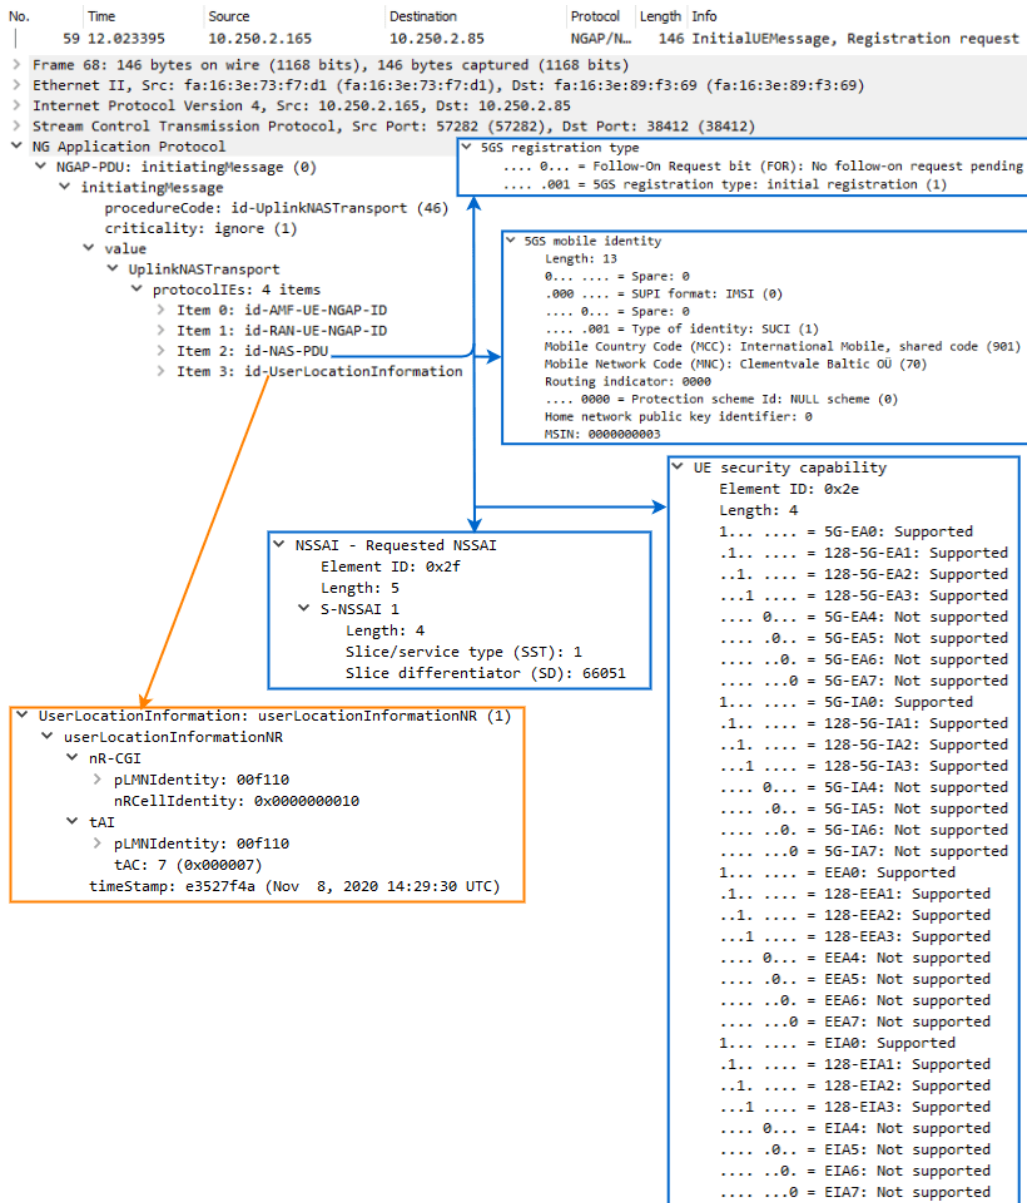 No. Time Source Destination Protocol Length Info
59 12.023395 10.250.2.165 10.250.2.85 NGAP/N… 146 InitialUEMessage, Registration request
Frame 68: 146 bytes on wire (1168 bits), 146 bytes captured (1168 bits)
Ethernet II, Src: fa:16:3e:73:f7:d1 (fa:16:3e:73:f7:d1), Dst: fa:16:3e:89:f3:69 (fa:16:3e:89:f3:69)
Internet Protocol Version 4, Src: 10.250.2.165, Dst: 10.250.2.85
Stream Control Transmission Protocol, Src Port: 57282 (57282), Dst Port: 38412 (38412)
NG Application Protocol
NGAP-PDU: initiatingMessage (0)
initiatingMessage
procedureCode: id-UplinkNASTransport (46)
criticality: ignore (1)
value
UplinkNASTransport
protocolIEs: 4 items
Item 0: id-AMF-UE-NGAP-ID
Item 1: id-RAN-UE-NGAP-ID
Item 2: id-NAS-PDU
Item 3: id-UserLocationInformation
5GS registration type
.... 0... = Follow-On Request bit (FOR): No follow-on request pending
.... .001 = 5GS registration type: initial registration (1)
5GS mobile identity
Length: 13
0... .... = Spare: 0
.000 .... = SUPI format: IMSI (0)
.... 0... = Spare: 0
.... .001 = Type of identity: SUCI (1)
Mobile Country Code (MCC): International Mobile, shared code (901)
Mobile Network Code (MNC): Clementvale Baltic OÜ (70)
Routing indicator: 0000
.... 0000 = Protection scheme Id: NULL scheme (0)
Home network public key identifier: 0
MSIN: 0000000003
NSSAI - Requested NSSAI
Element ID: 0x2f
Length: 5
S-NSSAI 1
Length: 4
Slice/service type (SST): 1
Slice differentiator (SD): 66051
UserLocationInformation: userLocationInformationNR (1)
userLocationInformationNR
nR-CGI
pLMNIdentity: 00f110
nRCellIdentity: 0x0000000010
tAI
pLMNIdentity: 00f110
tAC: 7 (0x000007)
timeStamp: e3527f4a (Nov 8, 2020 14:29:30 UTC)
UE security capability
Element ID: 0x2e
Length: 4
1... .... = 5G-EA0: Supported
.1.. .... = 128-5G-EA1: Supported
..1. .... = 128-5G-EA2: Supported
...1 .... = 128-5G-EA3: Supported
.... 0... = 5G-EA4: Not supported
.... .0.. = 5G-EA5: Not supported
.... ..0. = 5G-EA6: Not supported
.... ...0 = 5G-EA7: Not supported
1... .... = 5G-IA0: Supported
.1.. .... = 128-5G-IA1: Supported
..1. .... = 128-5G-IA2: Supported
...1 .... = 128-5G-IA3: Supported
.... 0... = 5G-IA4: Not supported
.... .0.. = 5G-IA5: Not supported
.... ..0. = 5G-IA6: Not supported
.... ...0 = 5G-IA7: Not supported
1... .... = EEA0: Supported
.1.. .... = 128-EEA1: Supported
..1. .... = 128-EEA2: Supported
...1 .... = 128-EEA3: Supported
.... 0... = EEA4: Not supported
.... .0.. = EEA5: Not supported
.... ..0. = EEA6: Not supported
.... ...0 = EEA7: Not supported
1... .... = EIA0: Supported
.1.. .... = 128-EIA1: Supported
..1. .... = 128-EIA2: Supported
...1 .... = 128-EIA3: Supported
.... 0... = EIA4: Not supported
.... .0.. = EIA5: Not supported
.... ..0. = EIA6: Not supported
.... ...0 = EIA7: Not supported